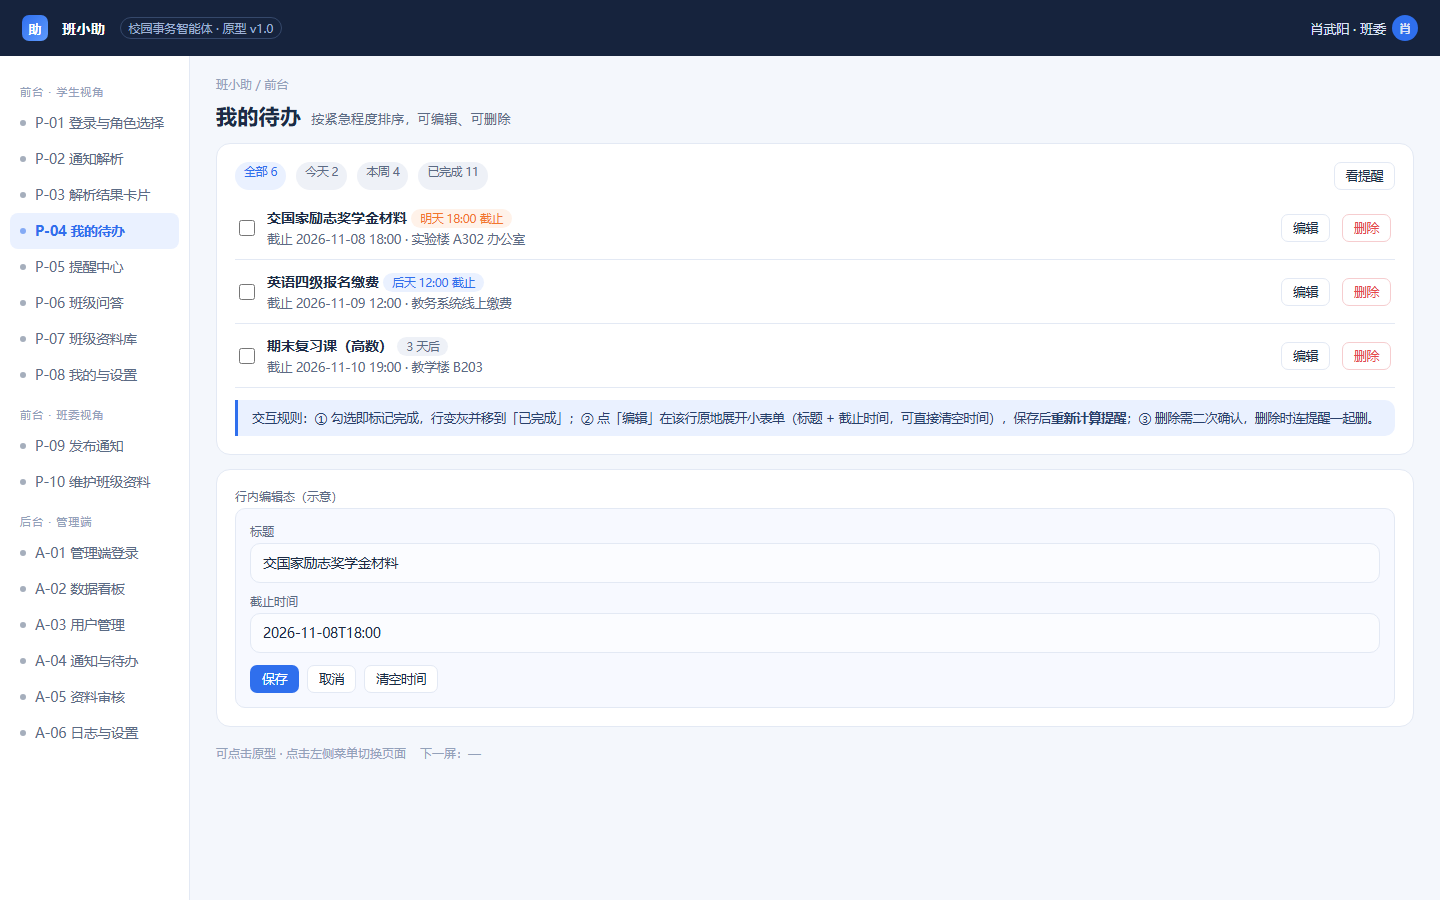 助 班小助 校园事务智能体 · 原型 v1.0 肖武阳 · 班委 肖
前台 · 学生视角
P-01 登录与角色选择
P-02 通知解析
P-03 解析结果卡片
P-04 我的待办
P-05 提醒中心
P-06 班级问答
P-07 班级资料库
P-08 我的与设置
前台 · 班委视角
P-09 发布通知
P-10 维护班级资料
后台 · 管理端
A-01 管理端登录
A-02 数据看板
A-03 用户管理
A-04 通知与待办
A-05 资料审核
A-06 日志与设置
班小助 / 前台
我的待办 按紧急程度排序，可编辑、可删除
全部 6 今天 2 本周 4 已完成 11 看提醒
交国家励志奖学金材料 明天 18:00 截止
截止 2026-11-08 18:00 · 实验楼 A302 办公室
编辑 删除
英语四级报名缴费 后天 12:00 截止
截止 2026-11-09 12:00 · 教务系统线上缴费
编辑 删除
期末复习课（高数） 3 天后
截止 2026-11-10 19:00 · 教学楼 B203
编辑 删除
交互规则：① 勾选即标记完成，行变灰并移到「已完成」；② 点「编辑」在该行原地展开小表单（标题 + 截止时间，可直接清空时间），保存后重新计算提醒；③ 删除需二次确认，删除时连提醒一起删。
行内编辑态（示意）
标题
交国家励志奖学金材料
截止时间
2026-11-08T18:00
保存 取消 清空时间
可点击原型 · 点击左侧菜单切换页面 下一屏：—